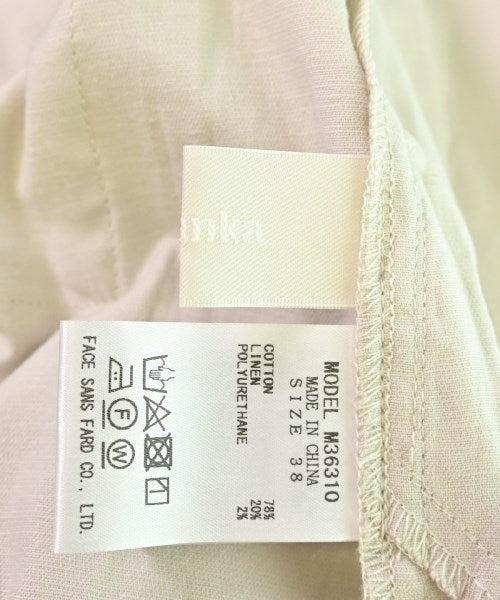 MODEL M36310
MADE IN CHINA
SIZE 38
COTTON 78%
LINEN 20%
POLYURETHANE 2%
F W
FACE SANS FARD CO., LTD.